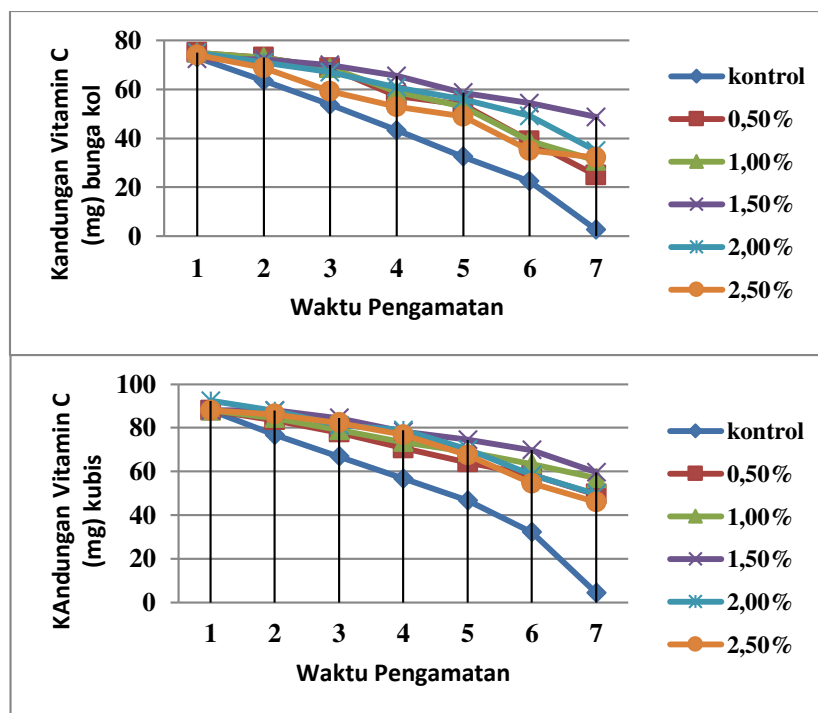 Kandungan Vitamin C
(mg) bunga kol
80
60
40
20
0
1 2 3 4 5 6 7
Waktu Pengamatan
kontrol
0,50%
1,00%
1,50%
2,00%
2,50%
KAndungan Vitamin C
(mg) kubis
100
80
60
40
20
0
1 2 3 4 5 6 7
Waktu Pengamatan
kontrol
0,50%
1,00%
1,50%
2,00%
2,50%